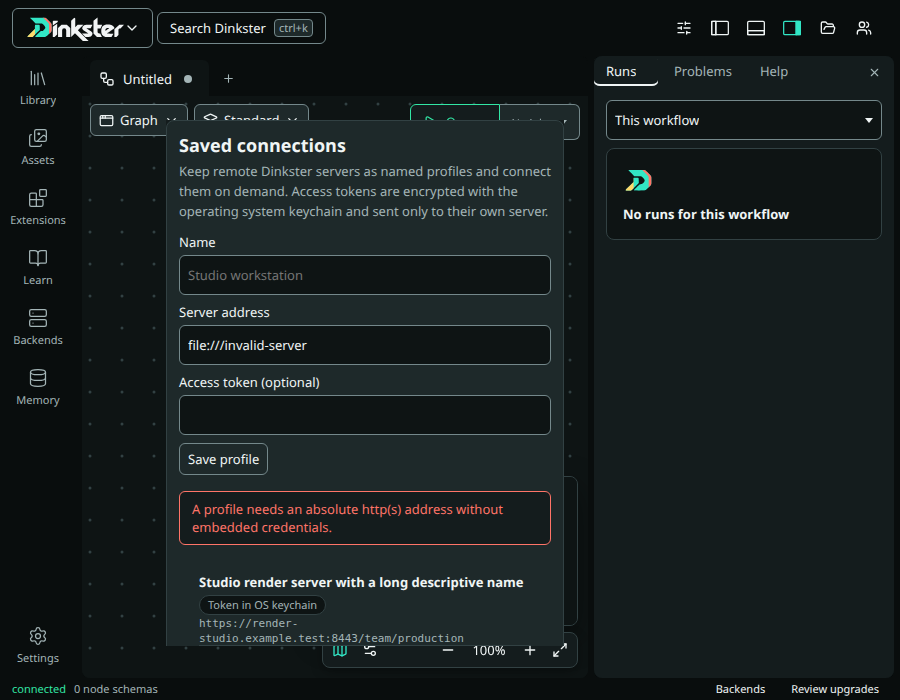 Dinkster
Search Dinkster ctrl+k
Library
Assets
Extensions
Learn
Backends
Memory
Settings
Untitled
Graph
Standard
Saved connections
Keep remote Dinkster servers as named profiles and connect
them on demand. Access tokens are encrypted with the
operating system keychain and sent only to their own server.
Name
Studio workstation
Server address
file:///invalid-server
Access token (optional)
Save profile
A profile needs an absolute http(s) address without
embedded credentials.
Studio render server with a long descriptive name
Token in OS keychain
https://render-
studio.example.test:8443/team/production
100%
Runs Problems Help
This workflow
No runs for this workflow
connected 0 node schemas
Backends Review upgrades